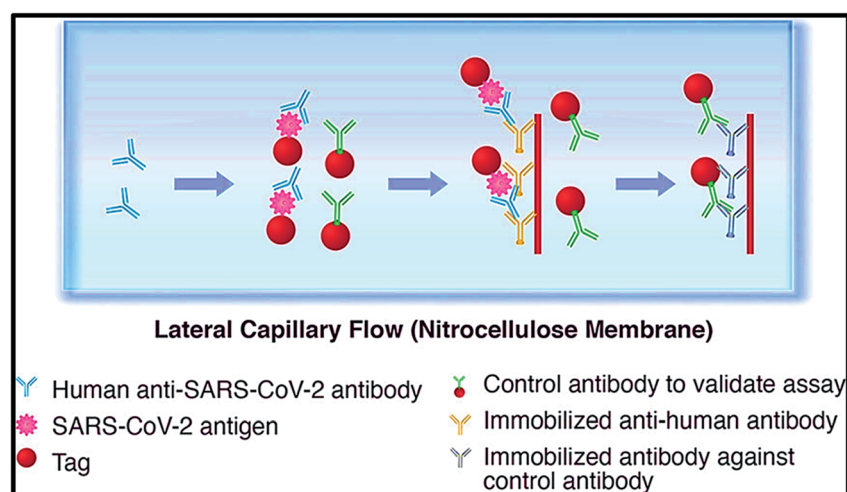 Lateral Capillary Flow (Nitrocellulose Membrane)
Human anti-SARS-CoV-2 antibody
SARS-CoV-2 antigen
Tag
Control antibody to validate assay
Immobilized anti-human antibody
Immobilized antibody against
control antibody